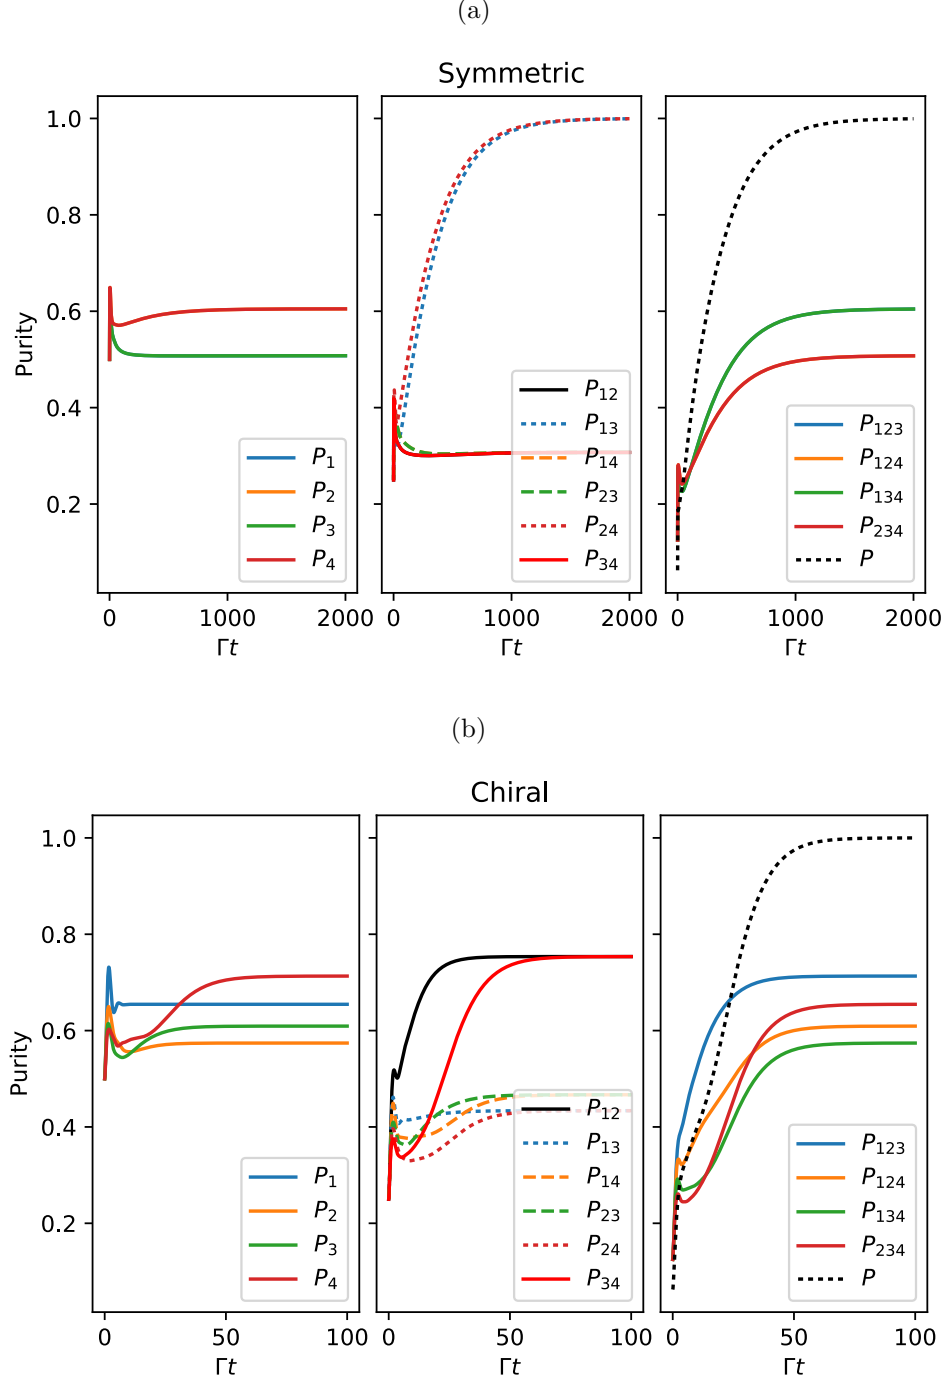 (a)
Symmetric
Purity
1.0
0.8
0.6
0.4
0.2
P₁
P₂
P₃
P₄
0 1000 2000
Γt
P₁₂
P₁₃
P₁₄
P₂₃
P₂₄
P₃₄
0 1000 2000
Γt
P₁₂₃
P₁₂₄
P₁₃₄
P₂₃₄
P
0 1000 2000
Γt
(b)
Chiral
Purity
1.0
0.8
0.6
0.4
0.2
P₁
P₂
P₃
P₄
0 100
Γt
P₁₂
P₁₃
P₁₄
P₂₃
P₂₄
P₃₄
0 50 100
Γt
P₁₂₃
P₁₂₄
P₁₃₄
P₂₃₄
P
0 50 100
Γt